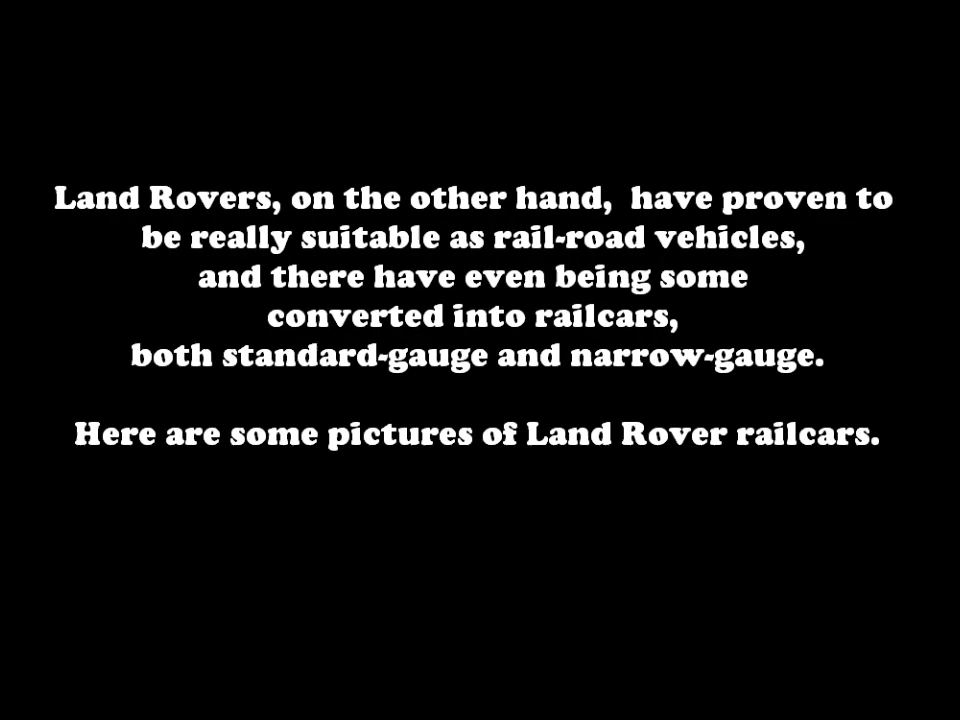 Land Rovers, on the other hand, have proven to
be really suitable as rail-road vehicles,
and there have even being some
converted into railcars,
both standard-gauge and narrow-gauge.
Here are some pictures of Land Rover railcars.